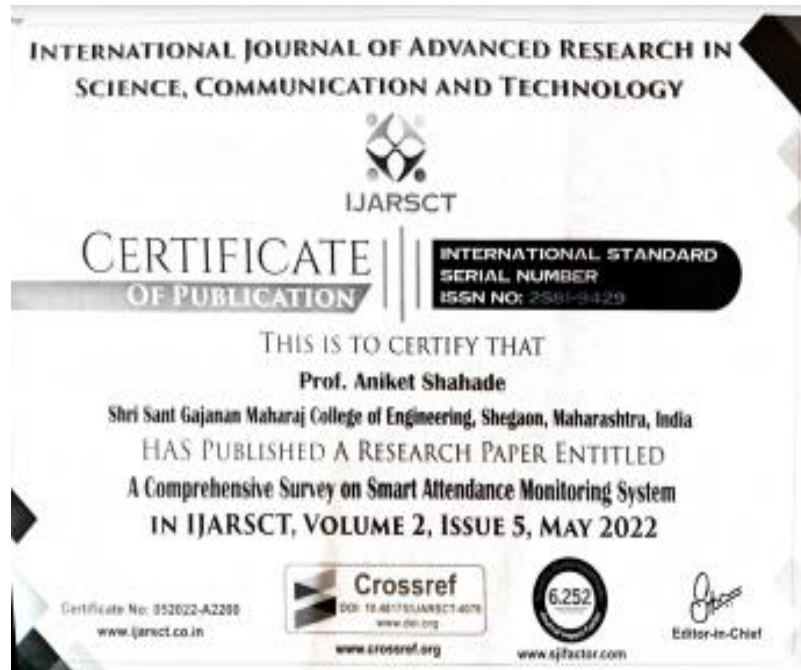 INTERNATIONAL JOURNAL OF ADVANCED RESEARCH IN
SCIENCE, COMMUNICATION AND TECHNOLOGY
IJARSCT
CERTIFICATE
OF PUBLICATION
INTERNATIONAL STANDARD
SERIAL NUMBER
ISSN NO: 2581-9429
THIS IS TO CERTIFY THAT
Prof. Aniket Shahade
Shri Sant Gajanan Maharaj College of Engineering, Shegaon, Maharashtra, India
HAS PUBLISHED A RESEARCH PAPER ENTITLED
A Comprehensive Survey on Smart Attendance Monitoring System
IN IJARSCT, VOLUME 2, ISSUE 5, MAY 2022
Certificate No: 052022-A2200
www.ijarsct.co.in
Crossref
DOI: 
www.doi.org
www.crossref.org
6.252
www.sjifactor.com
Editor-in-Chief